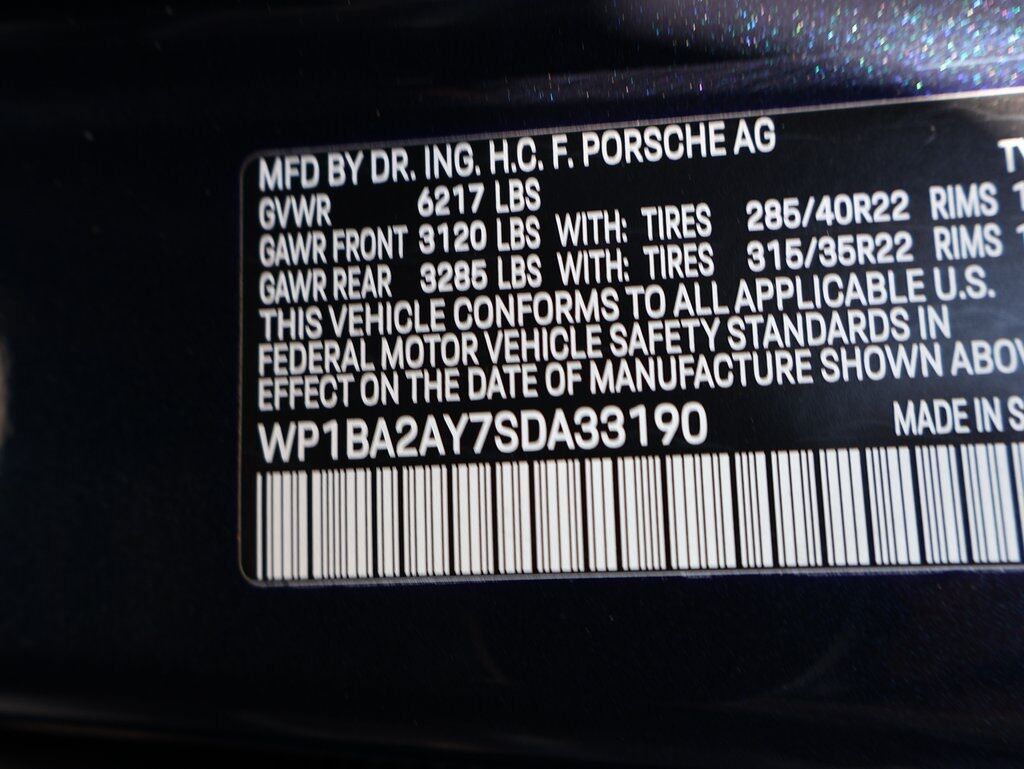 MFD BY DR. ING. H.C. F. PORSCHE AG
GVWR 6217 LBS
GAWR FRONT 3120 LBS WITH: TIRES 285/40R22 RIMS
GAWR REAR 3285 LBS WITH: TIRES 315/35R22 RIMS
THIS VEHICLE CONFORMS TO ALL APPLICABLE U.S.
FEDERAL MOTOR VEHICLE SAFETY STANDARDS IN
EFFECT ON THE DATE OF MANUFACTURE SHOWN
WP1BA2AY7SDA33190 MADE IN